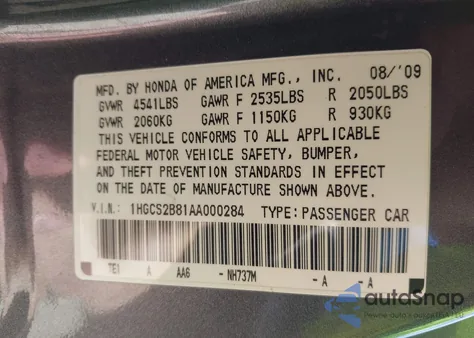 MFD. BY HONDA OF AMERICA MFG., INC. 08/'09
GVWR 4541LBS GAWR F 2535LBS R 2050LBS
GVWR 2060KG GAWR F 1150KG R 930KG
THIS VEHICLE CONFORMS TO ALL APPLICABLE
FEDERAL MOTOR VEHICLE SAFETY, BUMPER,
AND THEFT PREVENTION STANDARDS IN EFFECT
ON THE DATE OF MANUFACTURE SHOWN ABOVE.
V.I.N.: 1HGCS2B81AA000284 TYPE: PASSENGER CAR
TE1 A AA6 - NH737M - A - A
autoSnap